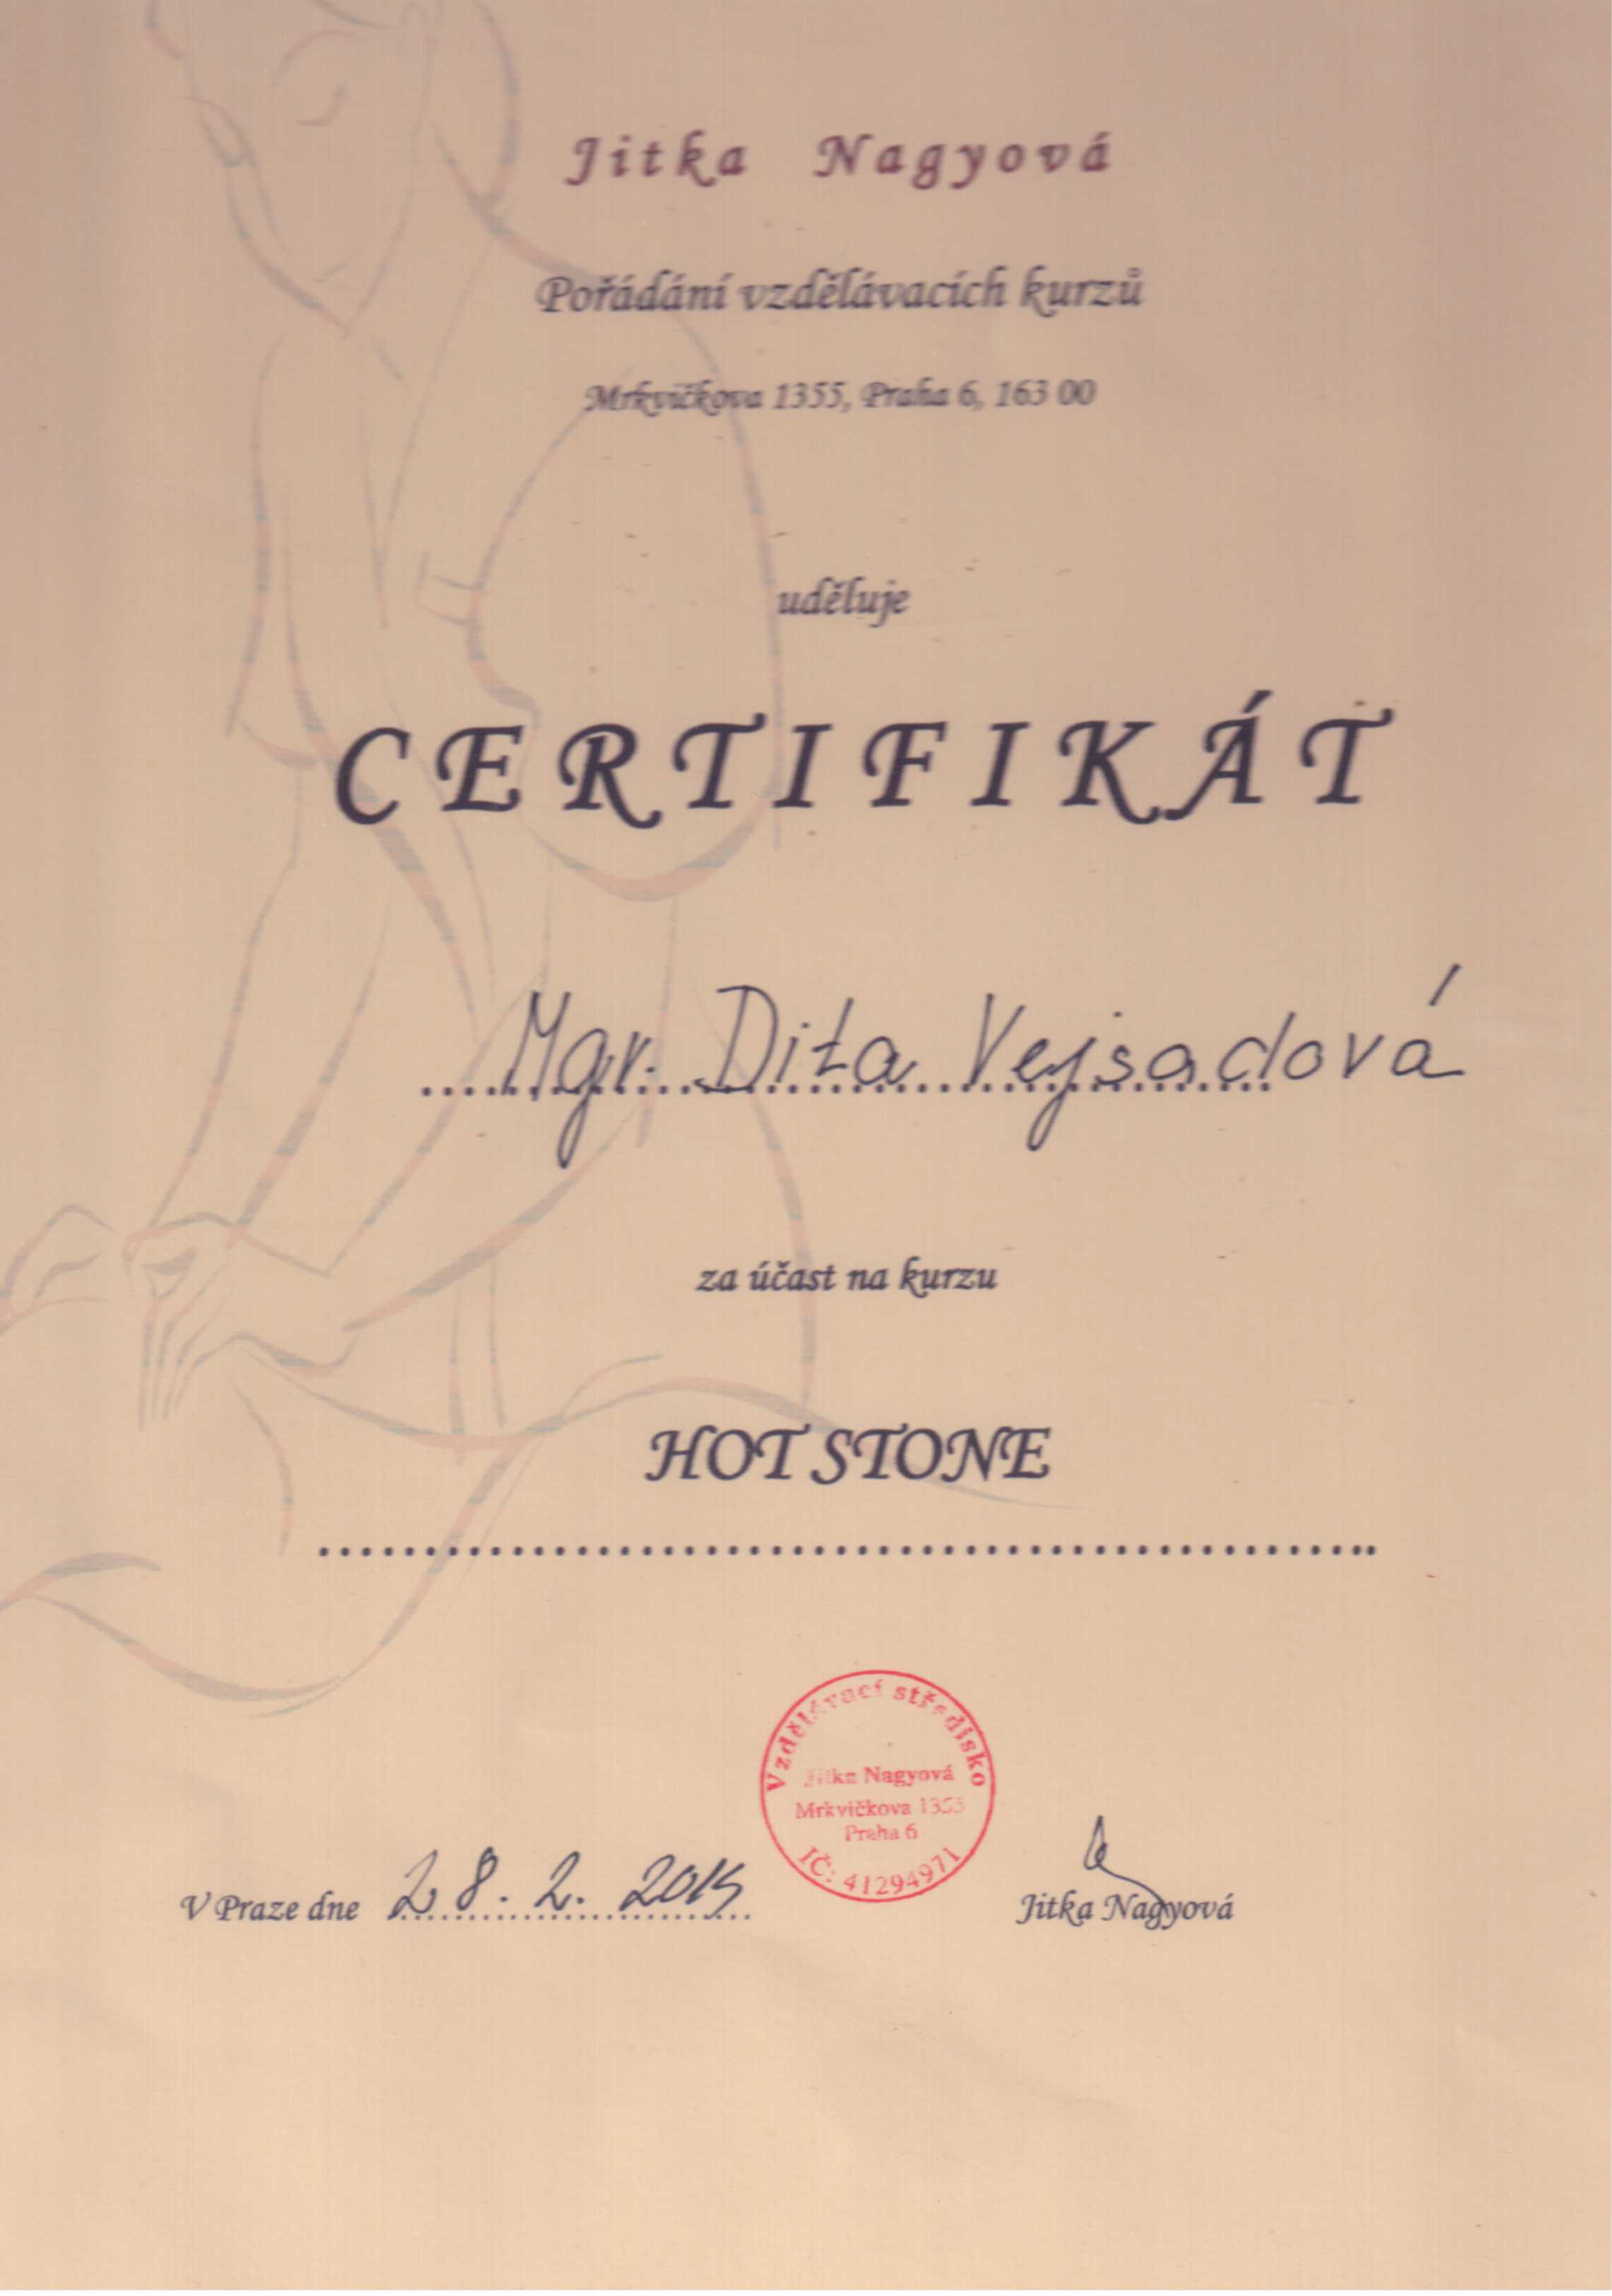 Jitka Nagyová
Pořádání vzdělávacích kurzů
Mrkvičkova 1355, Praha 6, 163 00
uděluje
CERTIFIKÁT
Mgr. Dita Vejsadová
za účast na kurzu
HOT STONE
Vzdělávací středisko
Jitka Nagyová
Mrkvičkova 1355
Praha 6
IČ: 41294971
V Praze dne 28. 2.
Jitka Nagyová